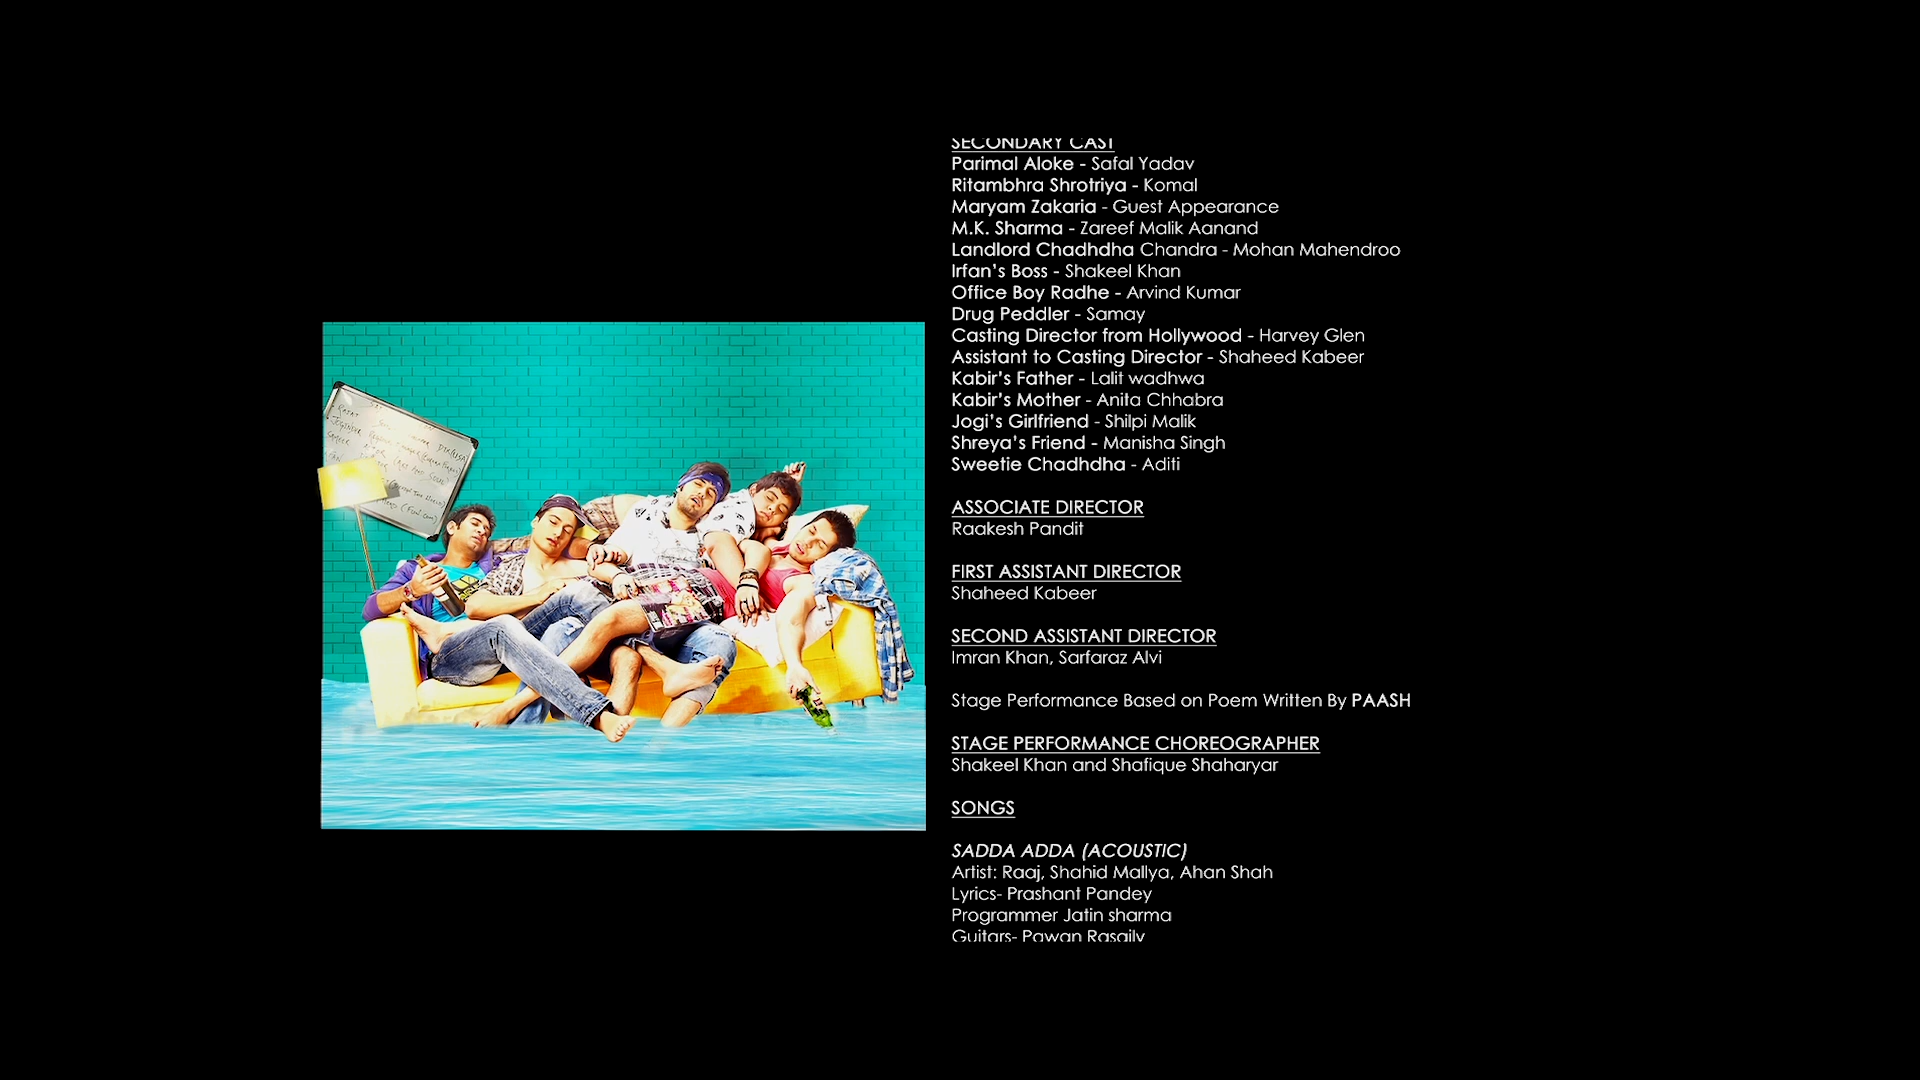 SECONDARY CAST
Parimal Aloke - Safal Yadav
Ritambhra Shrotriya - Komal
Maryam Zakaria - Guest Appearance
M.K. Sharma - Zareef Malik Aanand
Landlord Chadhdha Chandra - Mohan Mahendroo
Irfan's Boss - Shakeel Khan
Office Boy Radhe - Arvind Kumar
Drug Peddler - Samay
Casting Director from Hollywood - Harvey Glen
Assistant to Casting Director - Shaheed Kabeer
Kabir's Father - Lalit wadhwa
Kabir's Mother - Anita Chhabra
Jogi's Girlfriend - Shilpi Malik
Shreya's Friend - Manisha Singh
Sweetie Chadhdha - Aditi
ASSOCIATE DIRECTOR
Raakesh Pandit
FIRST ASSISTANT DIRECTOR
Shaheed Kabeer
SECOND ASSISTANT DIRECTOR
Imran Khan, Sarfaraz Alvi
Stage Performance Based on Poem Written By PAASH
STAGE PERFORMANCE CHOREOGRAPHER
Shakeel Khan and Shafique Shaharyar
SONGS
SADDA ADDA (ACOUSTIC)
Artist: Raaj, Shahid Mallya, Ahan Shah
Lyrics- Prashant Pandey
Programmer Jatin sharma
Guitars- Pawan Rasaily